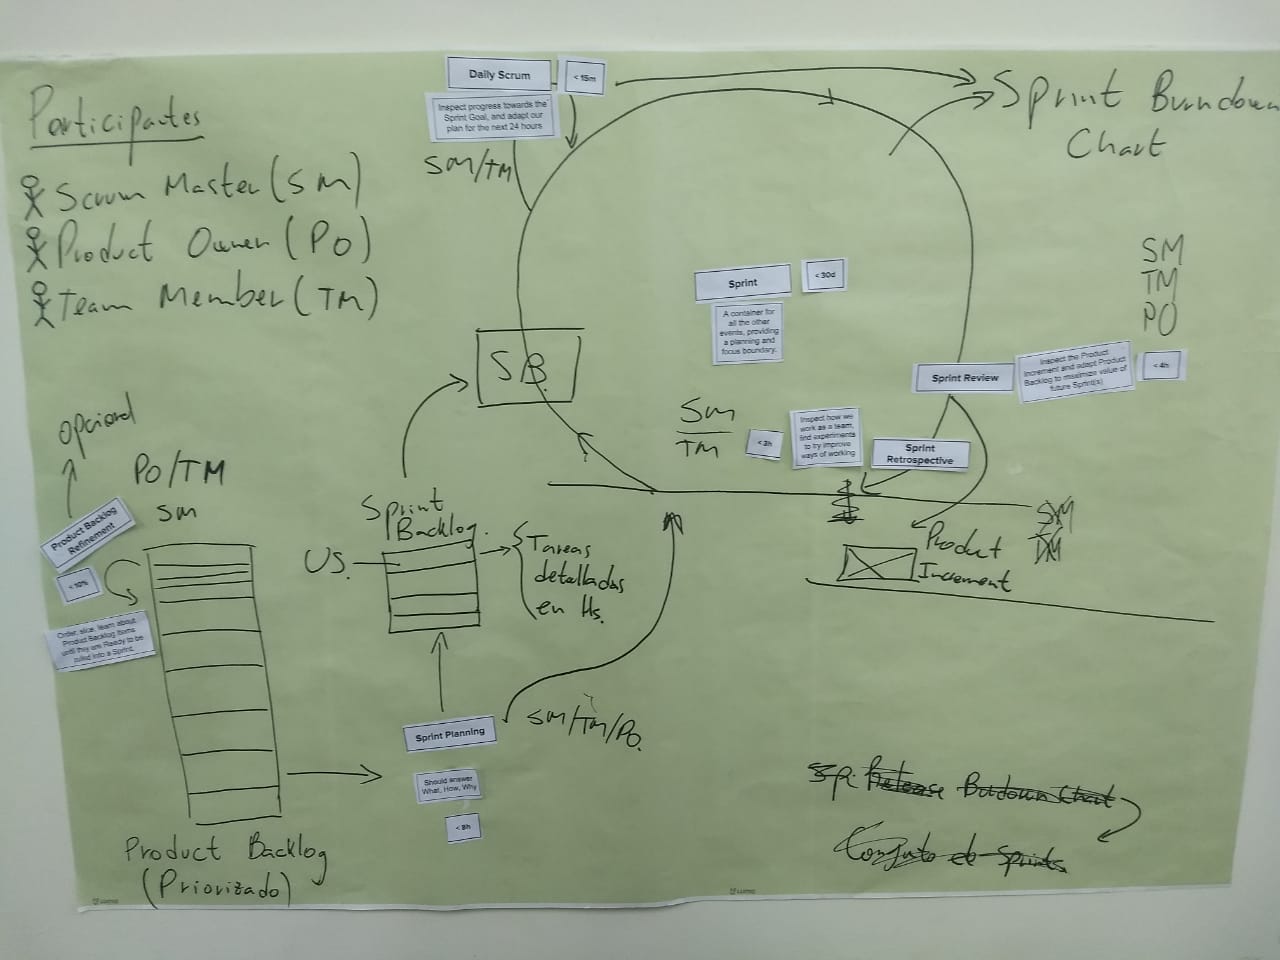 Participantes
Scrum Master (SM)
Product Owner (PO)
Team Member (TM)
Daily Scrum
< 15m
Inspect progress towards the
Sprint Goal, and adapt our
plan for the next 24 hours
SM/TM
Sprint Burndown
Chart
Sprint
< 30d
A container for
all the other
events, providing
a planning and
focus boundary.
SM
TM
PO
Sprint Review
Inspect the Product
Increment and adapt Product
Backlog to maximize value of
future Sprint(s)
< 4h
S.B.
SM
TM
< 3h
Inspect how we
work as a team,
find experiments
to try improve
ways of working
Sprint
Retrospective
Product
Increment
SM
Opcional
PO/TM
SM
Product Backlog
Refinement
< 10%
Order, slice, learn about
Product Backlog Items
until they are Ready to be
pulled into a Sprint.
Product Backlog
(Priorizado)
Sprint
Backlog
US.
Tareas
detalladas
en Hs.
Sprint Planning
Should answer
What, How, Why
< 8h
SM/TM/PO.
Release Burdown Chart
Conjunto de Sprints